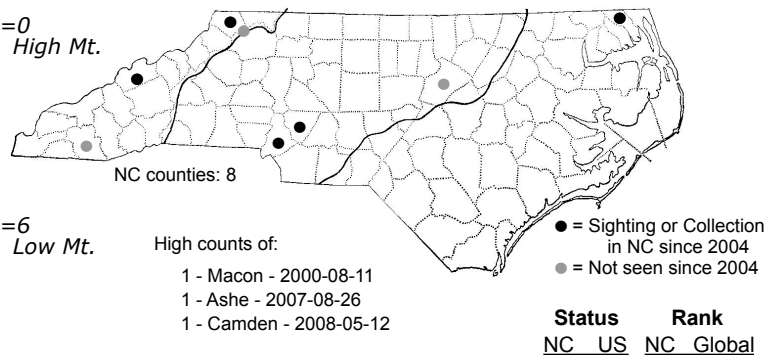 =0
High Mt.
NC counties: 8
=6
Low Mt.
High counts of:
1 - Macon - 2000-08-11
1 - Ashe - 2007-08-26
1 - Camden - 2008-05-12
= Sighting or Collection
in NC since 2004
= Not seen since 2004
Status Rank
NC US NC Global